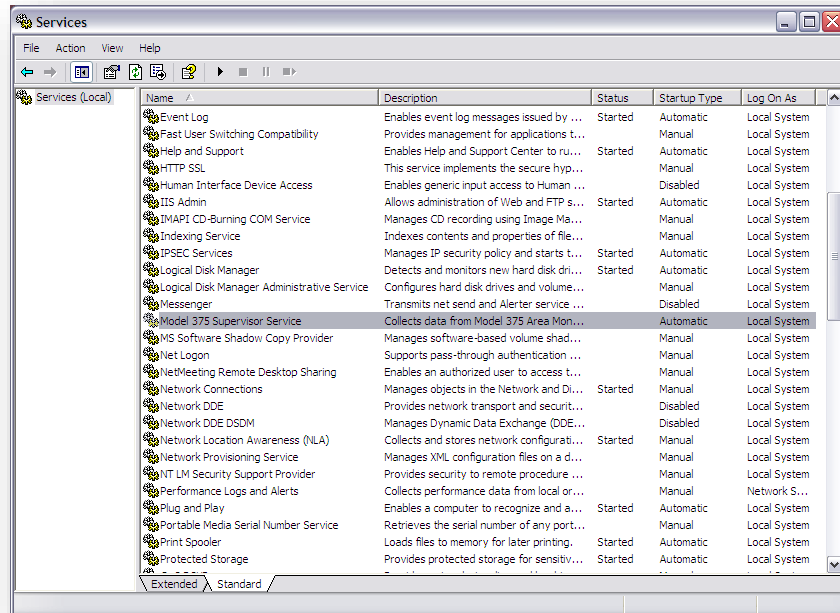 Services
File Action View Help
Services (Local)
Name Description Status Startup Type Log On As
Event Log Enables event log messages issued by ... Started Automatic Local System
Fast User Switching Compatibility Provides management for applications t... Manual Local System
Help and Support Enables Help and Support Center to ru... Started Automatic Local System
HTTP SSL This service implements the secure hyp... Manual Local System
Human Interface Device Access Enables generic input access to Human ... Disabled Local System
IIS Admin Allows administration of Web and FTP s... Started Automatic Local System
IMAPI CD-Burning COM Service Manages CD recording using Image Ma... Manual Local System
Indexing Service Indexes contents and properties of file... Manual Local System
IPSEC Services Manages IP security policy and starts t... Started Automatic Local System
Logical Disk Manager Detects and monitors new hard disk dri... Started Automatic Local System
Logical Disk Manager Administrative Service Configures hard disk drives and volume... Manual Local System
Messenger Transmits net send and Alerter service ... Disabled Local System
Model 375 Supervisor Service Collects data from Model 375 Area Mon... Automatic Local System
MS Software Shadow Copy Provider Manages software-based volume shad... Manual Local System
Net Logon Supports pass-through authentication ... Manual Local System
NetMeeting Remote Desktop Sharing Enables an authorized user to access t... Manual Local System
Network Connections Manages objects in the Network and Di... Started Manual Local System
Network DDE Provides network transport and securit... Disabled Local System
Network DDE DSDM Manages Dynamic Data Exchange (DDE... Disabled Local System
Network Location Awareness (NLA) Collects and stores network configurati... Started Manual Local System
Network Provisioning Service Manages XML configuration files on a d... Manual Local System
NT LM Security Support Provider Provides security to remote procedure ... Manual Local System
Performance Logs and Alerts Collects performance data from local or... Manual Network S...
Plug and Play Enables a computer to recognize and a... Started Automatic Local System
Portable Media Serial Number Service Retrieves the serial number of any port... Manual Local System
Print Spooler Loads files to memory for later printing. Started Automatic Local System
Protected Storage Provides protected storage for sensitiv... Started Automatic Local System
Extended Standard